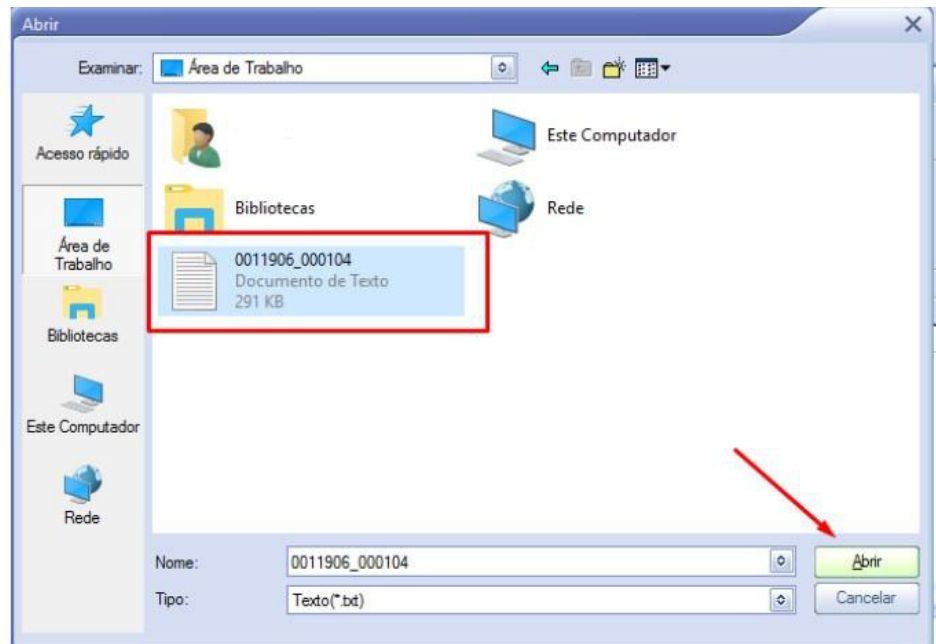 Abrir
Examinar:
Área de Trabalho
Acesso rápido
Área de
Trabalho
Bibliotecas
Este Computador
Rede
Este Computador
Bibliotecas
Rede
0011906_000104
Documento de Texto
291 KB
Nome:
0011906_000104
Abrir
Tipo:
Texto(*.txt)
Cancelar